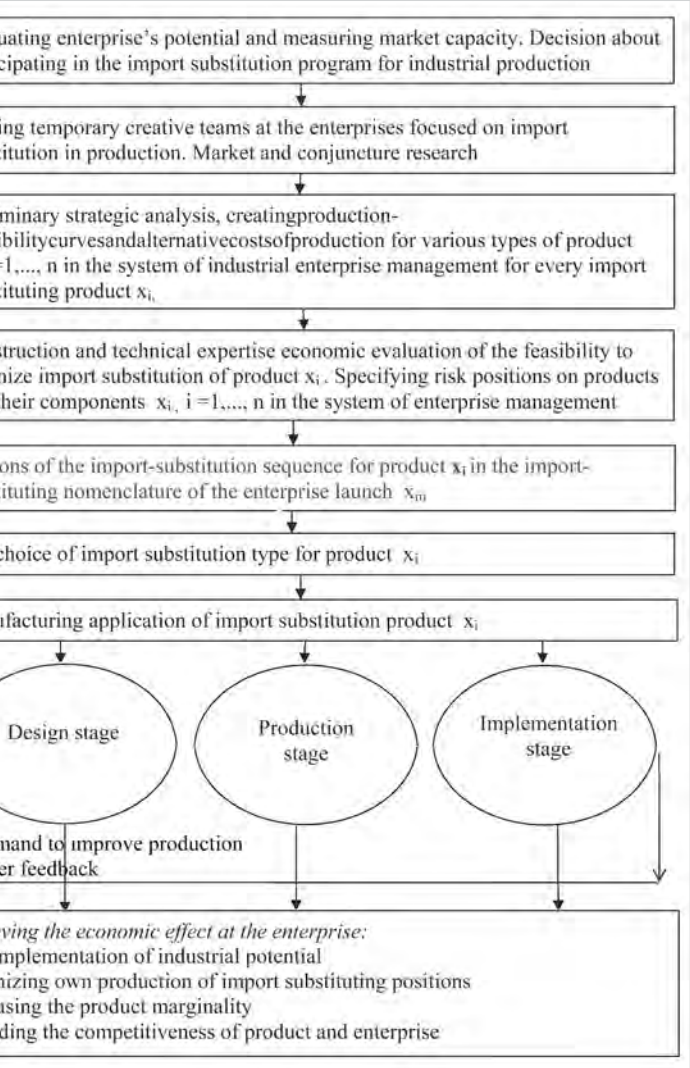 uating enterprise's potential and measuring market capacity. Decision about
cipating in the import substitution program for industrial production
ing temporary creative teams at the enterprises focused on import
titution in production. Market and conjuncture research
minary strategic analysis, creatingproduction-
ibilitycurvesandalternativecostsofproduction for various types of product
=1,..., n in the system of industrial enterprise management for every import
tituting product xi,
struction and technical expertise economic evaluation of the feasibility to
nize import substitution of product xi . Specifying risk positions on products
their components xi , i =1,..., n in the system of enterprise management
ons of the import-substitution sequence for product xi in the import-
tituting nomenclature of the enterprise launch xm
choice of import substitution type for product xi
ufacturing application of import substitution product xi
Design stage
Production
stage
Implementation
stage
mand to improve production
er feedback
ving the economic effect at the enterprise:
mplementation of industrial potential
nizing own production of import substituting positions
asing the product marginality
ding the competitiveness of product and enterprise